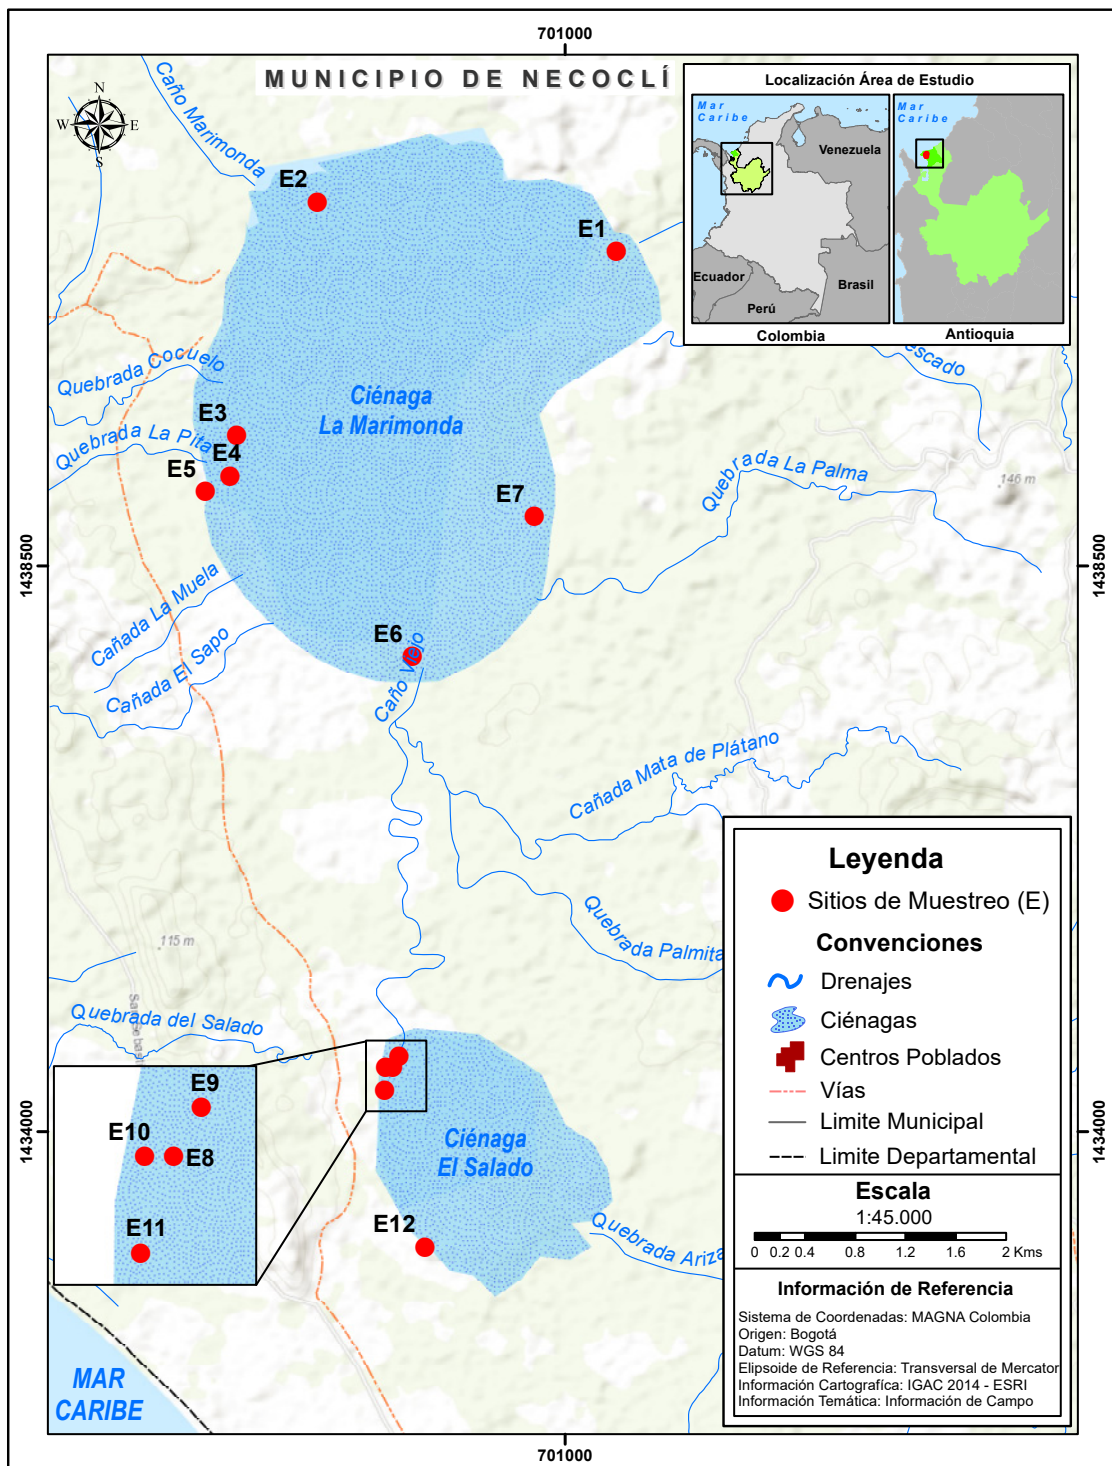 701000
MUNICIPIO DE NECOCLÍ
N
W
E
S
Caño Marimonda
Localización Área de Estudio
Mar
Caribe
Venezuela
Ecuador
Perú
Brasil
Colombia
Mar
Caribe
Antioquia
E2
E1
escado
Quebrada Cocuelo
Ciénaga
La Marimonda
E3
Quebrada La Pita
E4
E5
E7
Quebrada La Palma
146 m
1438500
1438500
Cañada La Muela
E6
Cañada El Sapo
Caño Viejo
Cañada Mata de Plátano
Quebrada Palmita
115 m
Quebrada del Salado
E9
E10
E8
E11
Ciénaga
El Salado
E12
Quebrada Ariza
1434000
1434000
MAR
CARIBE
Leyenda
Sitios de Muestreo (E)
Convenciones
Drenajes
Ciénagas
Centros Poblados
Vías
Limite Municipal
Limite Departamental
Escala
1:45.000
0 0.2 0.4 0.8 1.2 1.6 2 Kms
Información de Referencia
Sistema de Coordenadas: MAGNA Colombia
Origen: Bogotá
Datum: WGS 84
Elipsoide de Referencia: Transversal de Mercator
Información Cartografíca: IGAC 2014 - ESRI
Información Temática: Información de Campo
701000